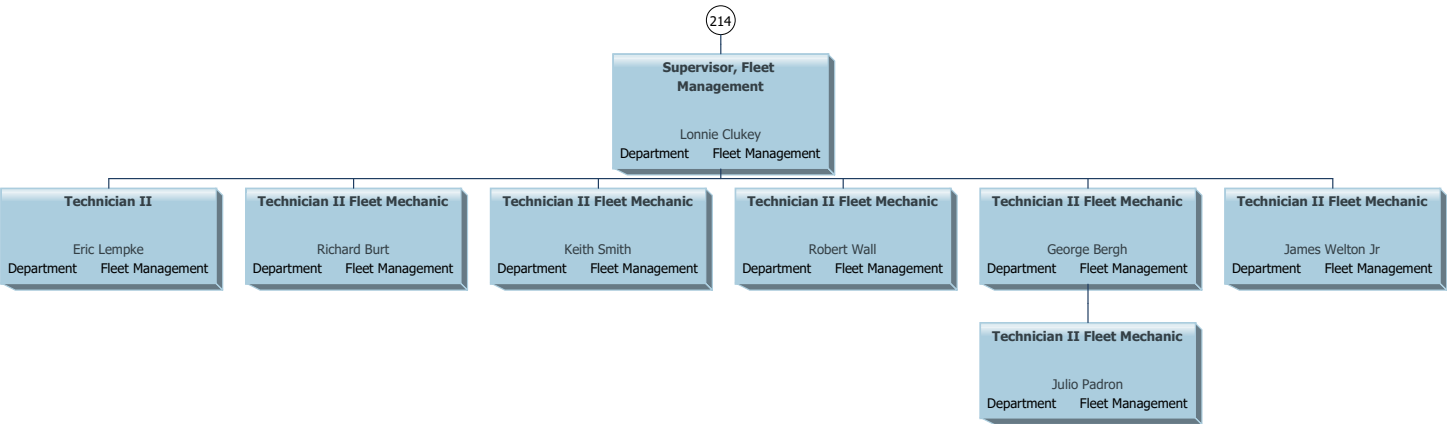 214
Supervisor, Fleet
Management
Lonnie Clukey
Department Fleet Management
Technician II
Eric Lempke
Department Fleet Management
Technician II Fleet Mechanic
Richard Burt
Department Fleet Management
Technician II Fleet Mechanic
Keith Smith
Department Fleet Management
Technician II Fleet Mechanic
Robert Wall
Department Fleet Management
Technician II Fleet Mechanic
George Bergh
Department Fleet Management
Technician II Fleet Mechanic
James Welton Jr
Department Fleet Management
Technician II Fleet Mechanic
Julio Padron
Department Fleet Management